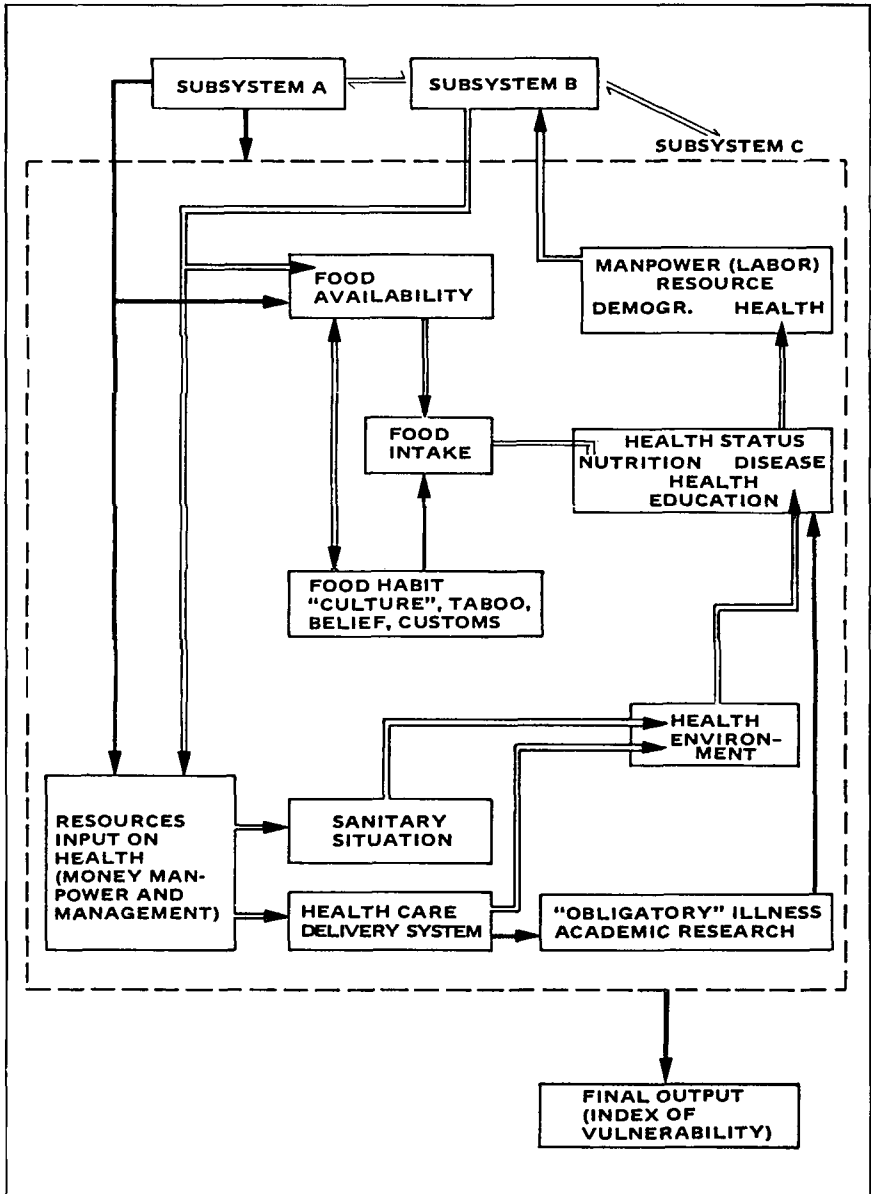 SUBSYSTEM A
SUBSYSTEM B
SUBSYSTEM C
FOOD
AVAILABILITY
MANPOWER (LABOR)
RESOURCE
DEMOGR. HEALTH
FOOD
INTAKE
HEALTH STATUS
NUTRITION DISEASE
HEALTH
EDUCATION
FOOD HABIT
"CULTURE", TABOO,
BELIEF, CUSTOMS
HEALTH
ENVIRON-
MENT
RESOURCES
INPUT ON
HEALTH
(MONEY MAN-
POWER AND
MANAGEMENT)
SANITARY
SITUATION
HEALTH CARE
DELIVERY SYSTEM
"OBLIGATORY" ILLNESS
ACADEMIC RESEARCH
FINAL OUTPUT
(INDEX OF
VULNERABILITY)